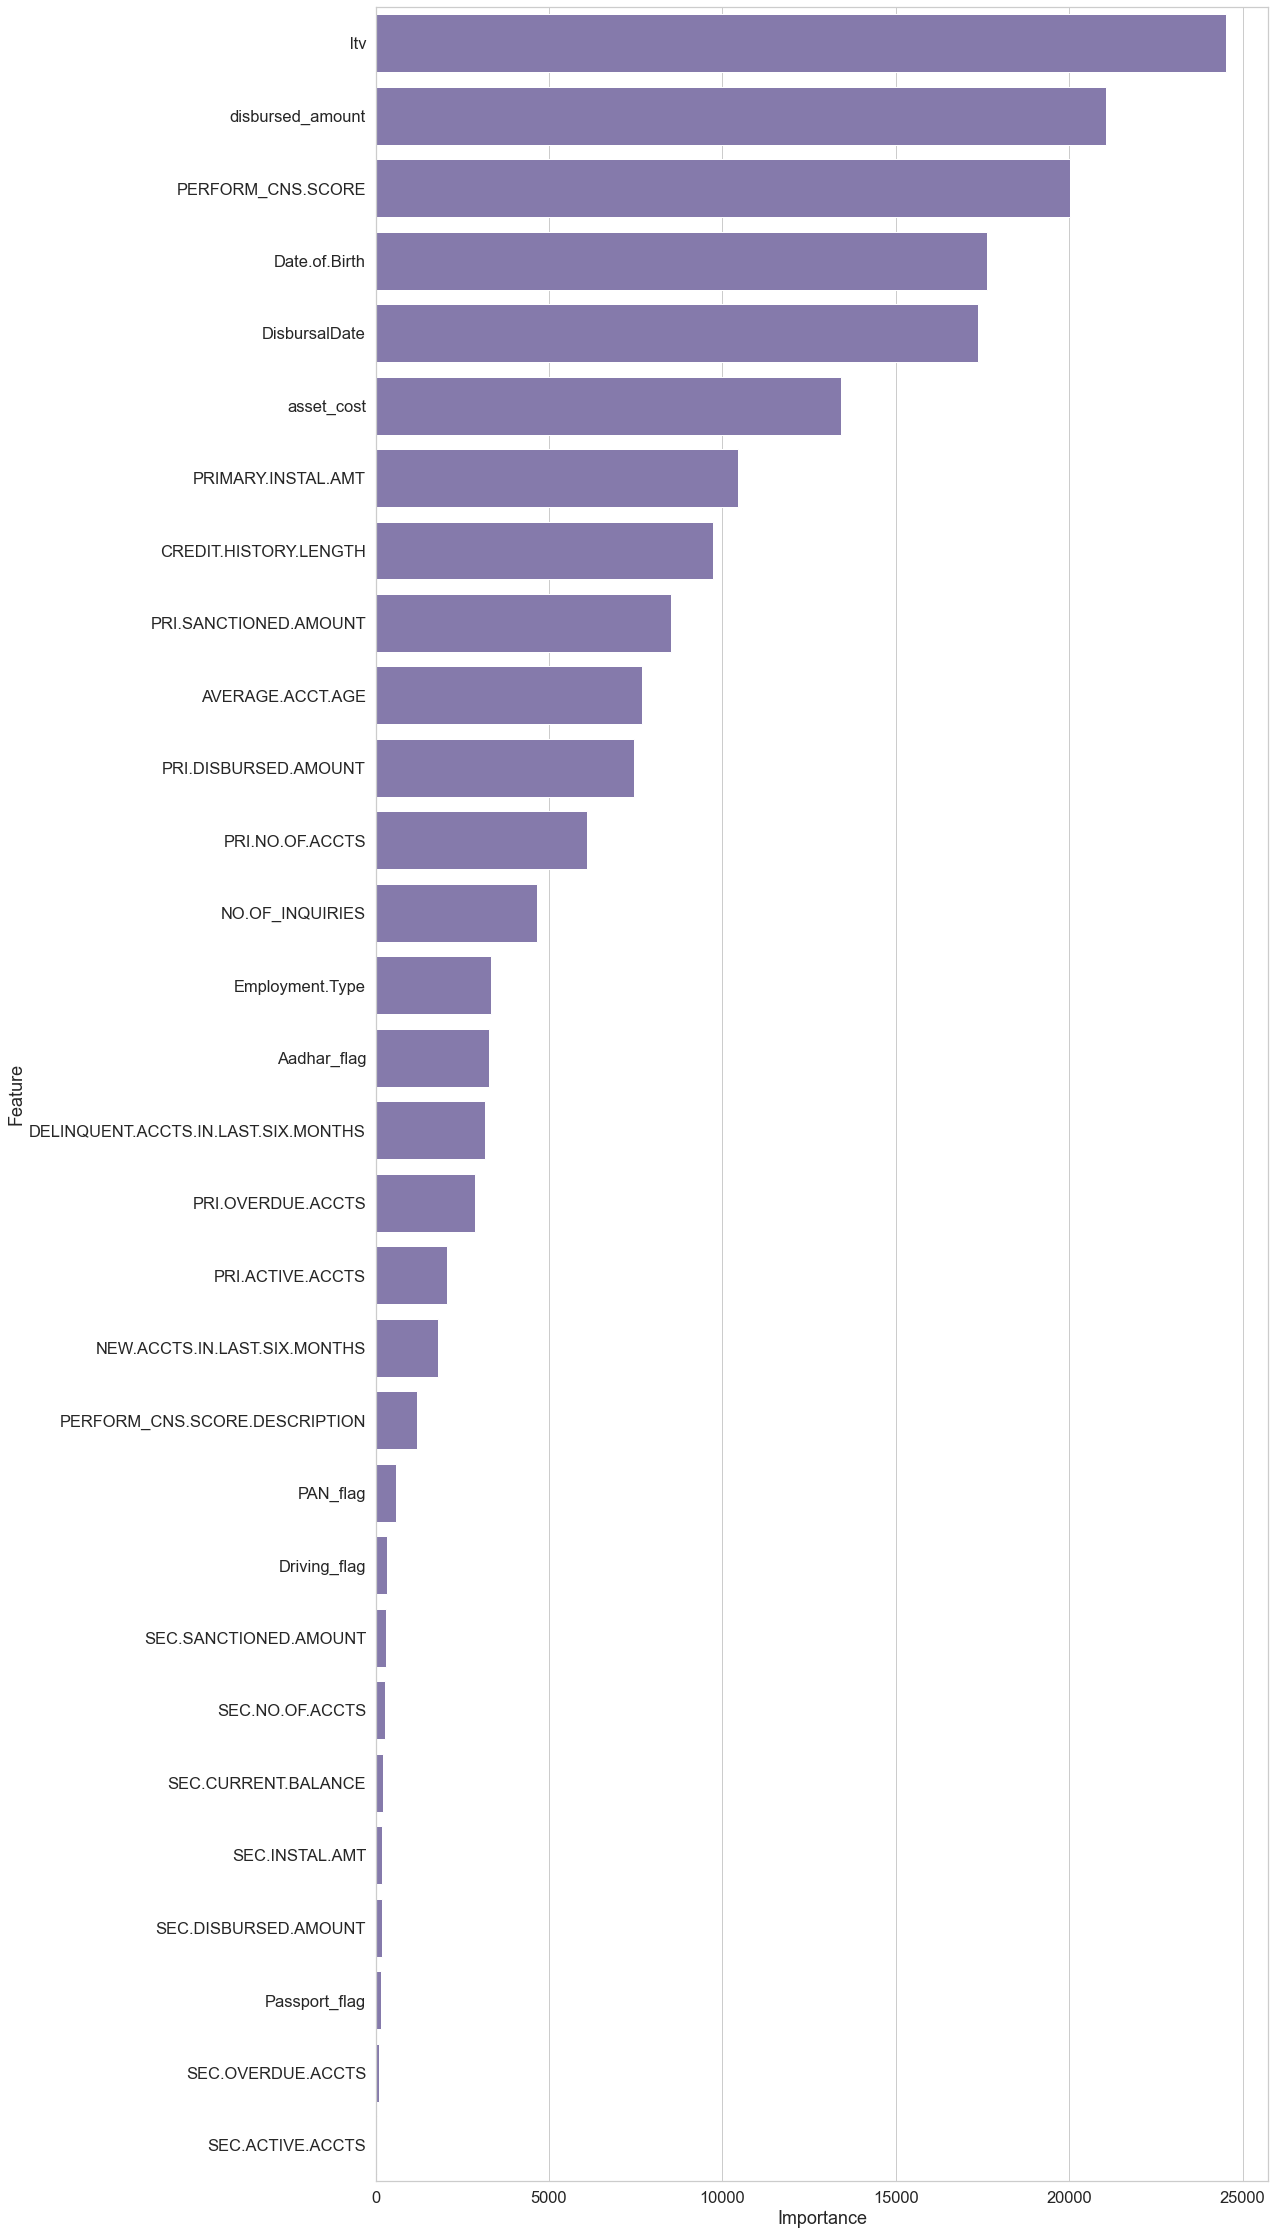 ltv
disbursed_amount
PERFORM_CNS.SCORE
Date.of.Birth
DisbursalDate
asset_cost
PRIMARY.INSTAL.AMT
CREDIT.HISTORY.LENGTH
PRI.SANCTIONED.AMOUNT
AVERAGE.ACCT.AGE
PRI.DISBURSED.AMOUNT
PRI.NO.OF.ACCTS
NO.OF_INQUIRIES
Employment.Type
Aadhar_flag
Feature
DELINQUENT.ACCTS.IN.LAST.SIX.MONTHS
PRI.OVERDUE.ACCTS
PRI.ACTIVE.ACCTS
NEW.ACCTS.IN.LAST.SIX.MONTHS
PERFORM_CNS.SCORE.DESCRIPTION
PAN_flag
Driving_flag
SEC.SANCTIONED.AMOUNT
SEC.NO.OF.ACCTS
SEC.CURRENT.BALANCE
SEC.INSTAL.AMT
SEC.DISBURSED.AMOUNT
Passport_flag
SEC.OVERDUE.ACCTS
SEC.ACTIVE.ACCTS
0 5000 10000 15000 20000 25000
Importance